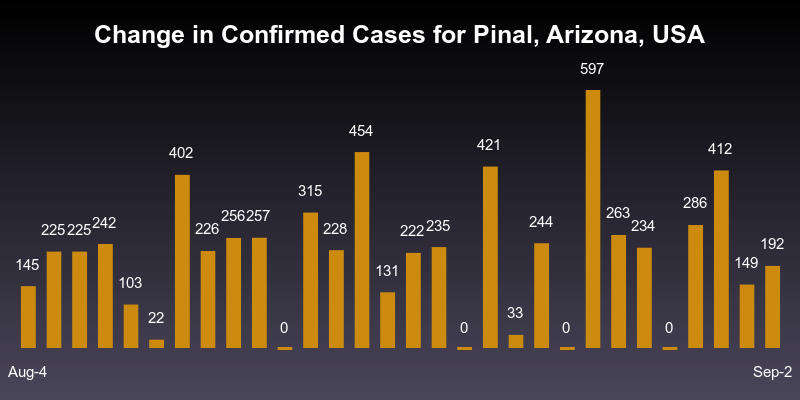 Change in Confirmed Cases for Pinal, Arizona, USA
145 225 225 242 103 22 402 226 256 257 0 315 228 454 131 222 235 0 421 33 244 0 597 263 234 0 286 412 149 192
Aug-4 Sep-2